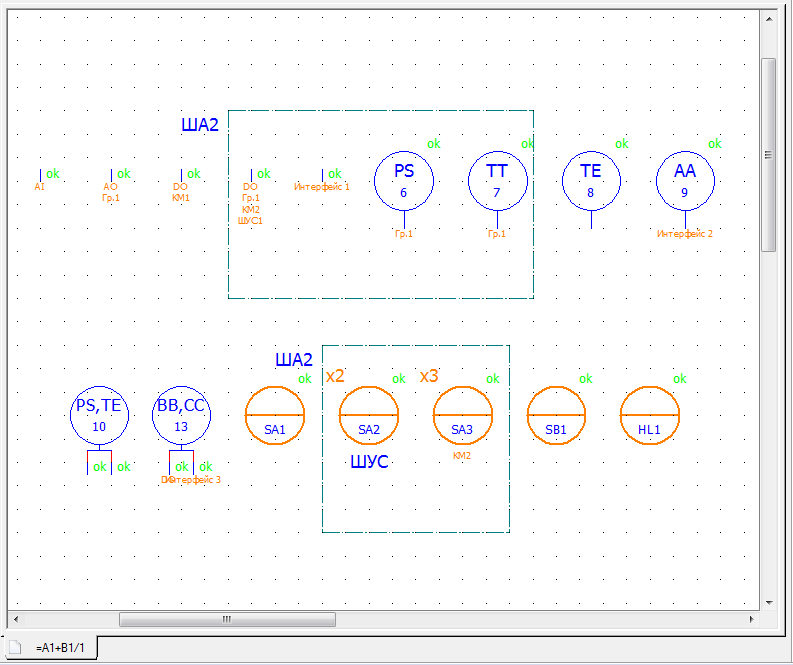 ША2
ok ok ok ok ok ok ok ok ok
AI
AO
Гр.1
DO
КМ1
DO
Гр.1
КМ2
ШУС1
Интерфейс 1
PS
6
Гр.1
TT
7
Гр.1
TE
8
AA
9
Интерфейс 2
ША2
ok x2 ok x3 ok ok ok
PS,TE
10
ok ok
BB,CC
13
ok ok
Интерфейс 3
SA1
SA2
ШУС
SA3
КМ2
SB1
HL1
=A1+B1/1